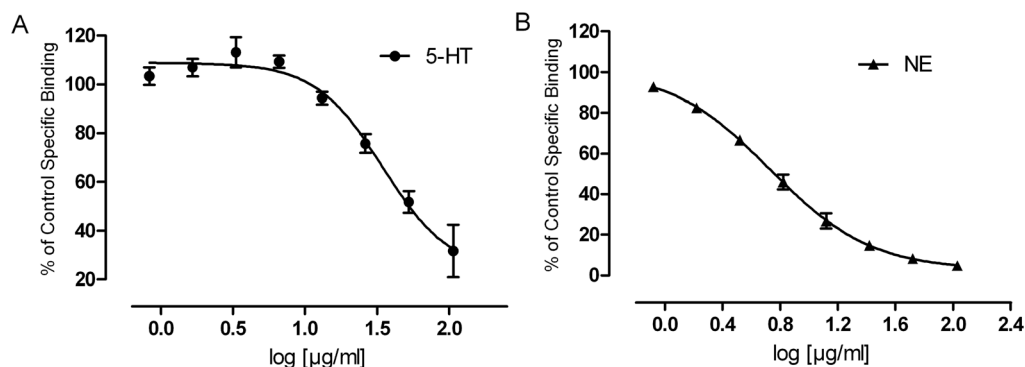 A
% of Control Specific Binding
120
100
80
60
40
20
5-HT
0.0 0.5 1.0 1.5 2.0
log [µg/ml]
B
% of Control Specific Binding
120
100
80
60
40
20
0
NE
0.0 0.4 0.8 1.2 1.6 2.0 2.4
log [µg/ml]